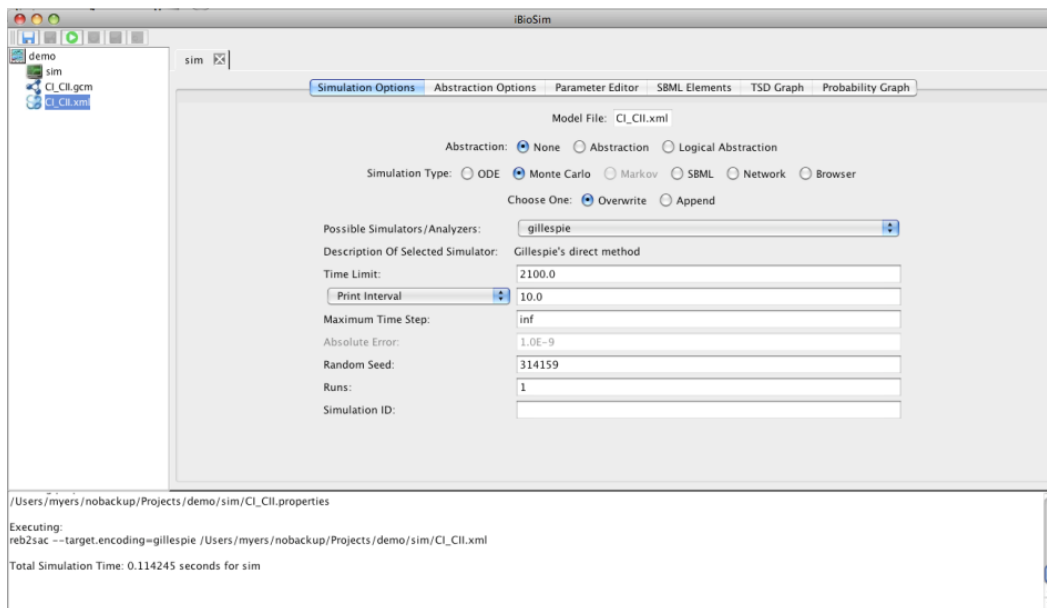 iBioSim
demo
sim
CI_CII.gcm
CI_CII.xml
sim
Simulation Options Abstraction Options Parameter Editor SBML Elements TSD Graph Probability Graph
Model File: CI_CII.xml
Abstraction: None Abstraction Logical Abstraction
Simulation Type: ODE Monte Carlo Markov SBML Network Browser
Choose One: Overwrite Append
Possible Simulators/Analyzers: gillespie
Description Of Selected Simulator: Gillespie's direct method
Time Limit: 2100.0
Print Interval 10.0
Maximum Time Step: inf
Absolute Error: 1.0E-9
Random Seed: 314159
Runs: 1
Simulation ID:
/Users/myers/nobackup/Projects/demo/sim/CI_CII.properties
Executing:
reb2sac --target.encoding=gillespie /Users/myers/nobackup/Projects/demo/sim/CI_CII.xml
Total Simulation Time: 0.114245 seconds for sim